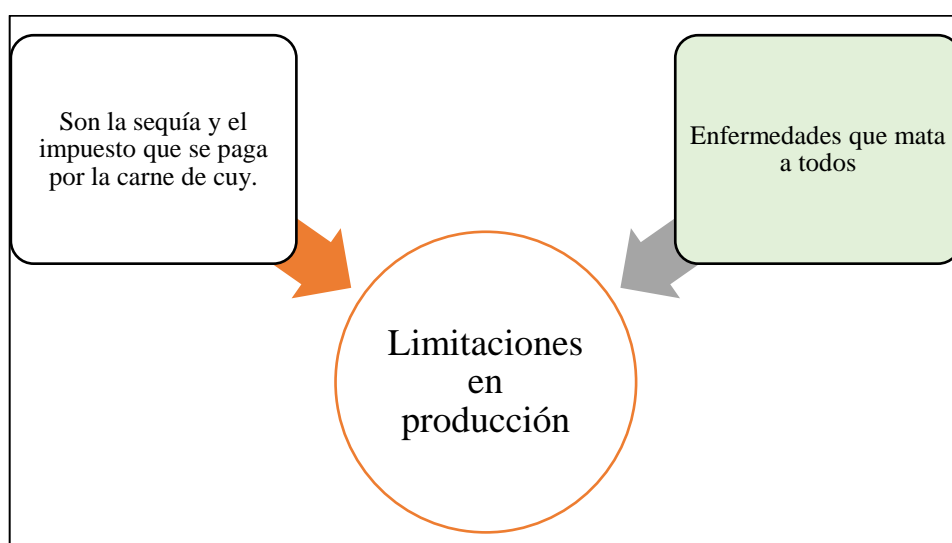 Son la sequía y el
impuesto que se paga
por la carne de cuy.
Enfermedades que mata
a todos
Limitaciones
en
producción